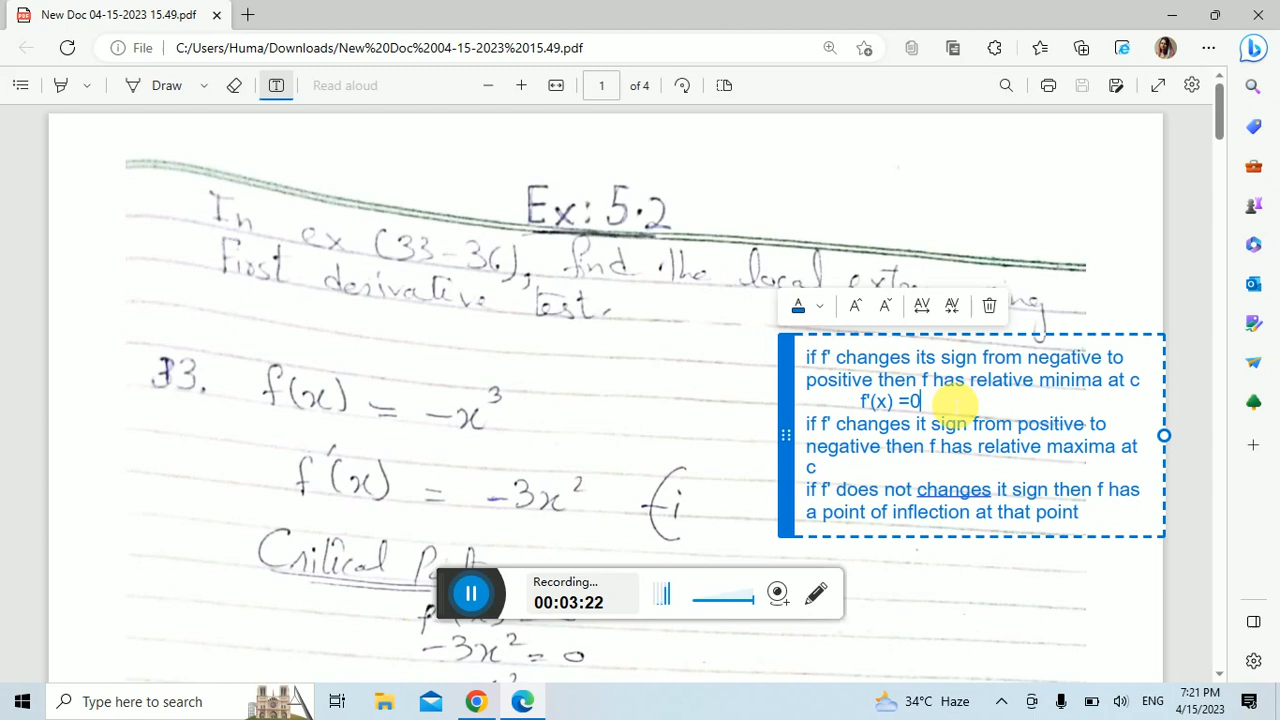 New Doc 04-15-2023 15.49.pdf
File
C:/Users/Huma/Downloads/New%20Doc%2004-15-2023%2015.49.pdf
Draw
Read aloud
1 of 4
Ex: 5.2
In ex (33-36), find the local
First derivative test.
33. f(x) = -x³
f'(x) = -3x² (i
Critical
-3x² = 0
if f' changes its sign from negative to
positive then f has relative minima at c
f'(x) =0
if f' changes it sign from positive to
negative then f has relative maxima at
c
if f' does not changes it sign then f has
a point of inflection at that point
Recording...
00:03:22
Type here to search
34°C Haze
ENG
7:21 PM
4/15/2023